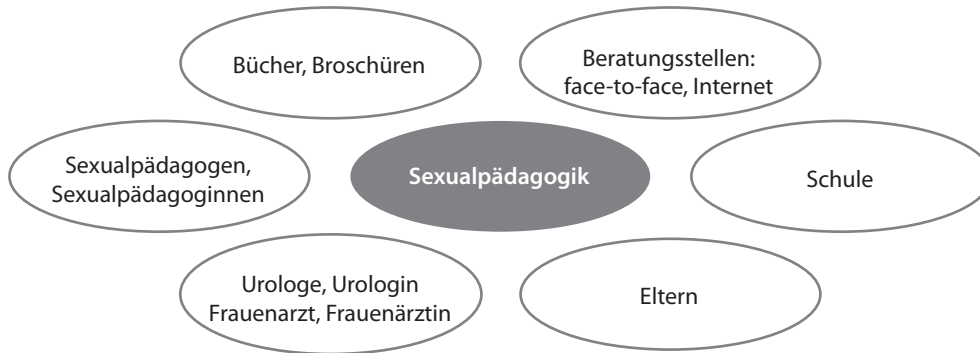 Bücher, Broschüren
Beratungsstellen:
face-to-face, Internet
Sexualpädagogen,
Sexualpädagoginnen
Sexualpädagogik
Schule
Urologe, Urologin
Frauenarzt, Frauenärztin
Eltern